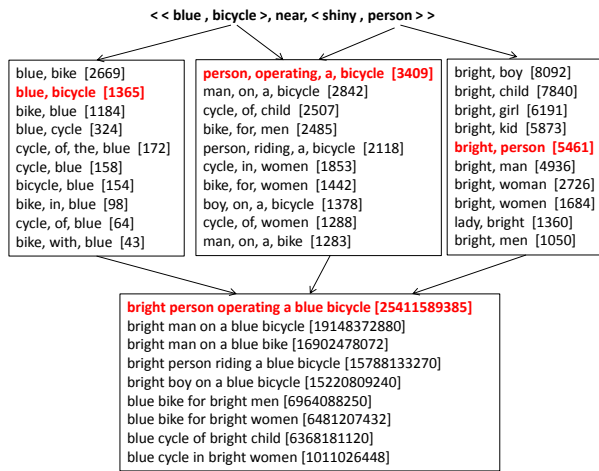 < < blue , bicycle >, near, < shiny , person > >
blue, bike [2669]
blue, bicycle [1365]
bike, blue [1184]
blue, cycle [324]
cycle, of, the, blue [172]
cycle, blue [158]
bicycle, blue [154]
bike, in, blue [98]
cycle, of, blue [64]
bike, with, blue [43]
person, operating, a, bicycle [3409]
man, on, a, bicycle [2842]
cycle, of, child [2507]
bike, for, men [2485]
person, riding, a, bicycle [2118]
cycle, in, women [1853]
bike, for, women [1442]
boy, on, a, bicycle [1378]
cycle, of, women [1288]
man, on, a, bike [1283]
bright, boy [8092]
bright, child [7840]
bright, girl [6191]
bright, kid [5873]
bright, person [5461]
bright, man [4936]
bright, woman [2726]
bright, women [1684]
lady, bright [1360]
bright, men [1050]
bright person operating a blue bicycle [25411589385]
bright man on a blue bicycle [19148372880]
bright man on a blue bike [16902478072]
bright person riding a blue bicycle [15788133270]
bright boy on a blue bicycle [15220809240]
blue bike for bright men [6964088250]
blue bike for bright women [6481207432]
blue cycle of bright child [6368181120]
blue cycle in bright women [1011026448]